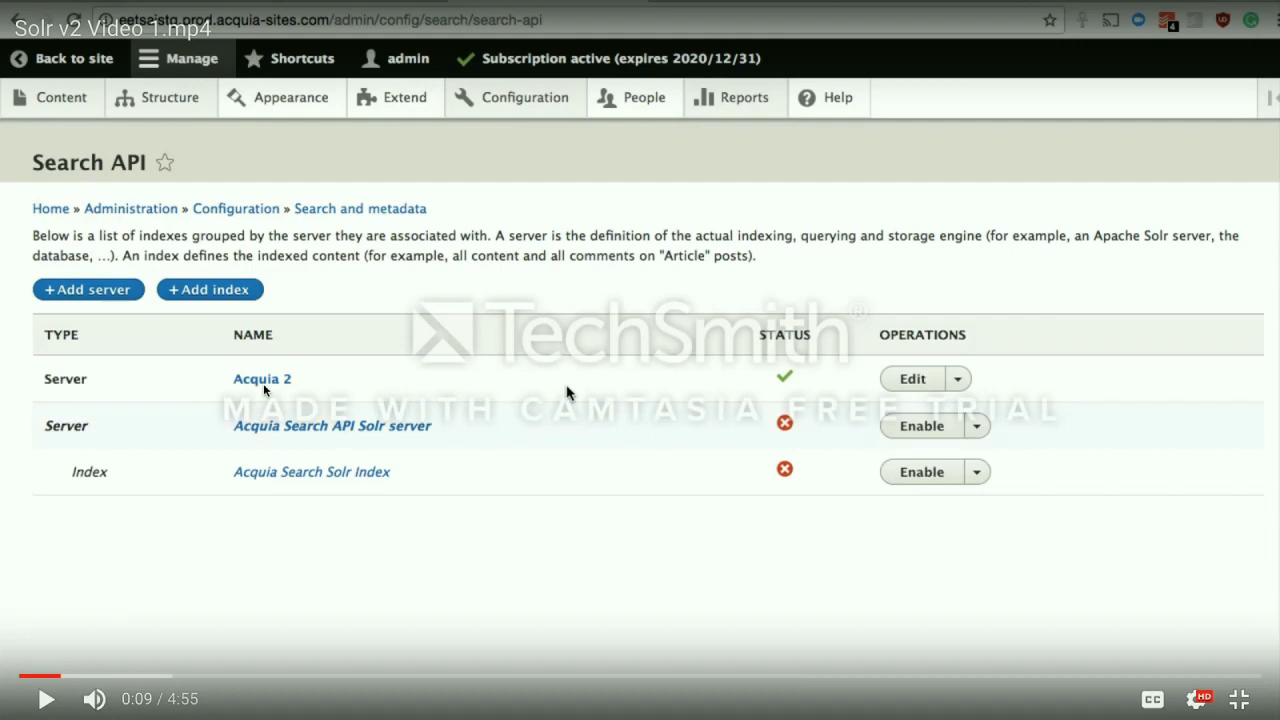 eetsaistg.prod.acquia-sites.com/admin/config/search/search-api
Solr v2 Video 1.mp4
4
Back to site Manage Shortcuts admin Subscription active (expires 2020/12/31)
Content Structure Appearance Extend Configuration People Reports Help
Search API
Home » Administration » Configuration » Search and metadata
Below is a list of indexes grouped by the server they are associated with. A server is the definition of the actual indexing, querying and storage engine (for example, an Apache Solr server, the
database, …). An index defines the indexed content (for example, all content and all comments on "Article" posts).
+ Add server + Add index
TechSmith®
TYPE NAME STATUS OPERATIONS
Server Acquia 2 Edit
MADE WITH CAMTASIA FREE TRIAL
Server Acquia Search API Solr server Enable
Index Acquia Search Solr Index Enable
0:09 / 4:55 CC HD